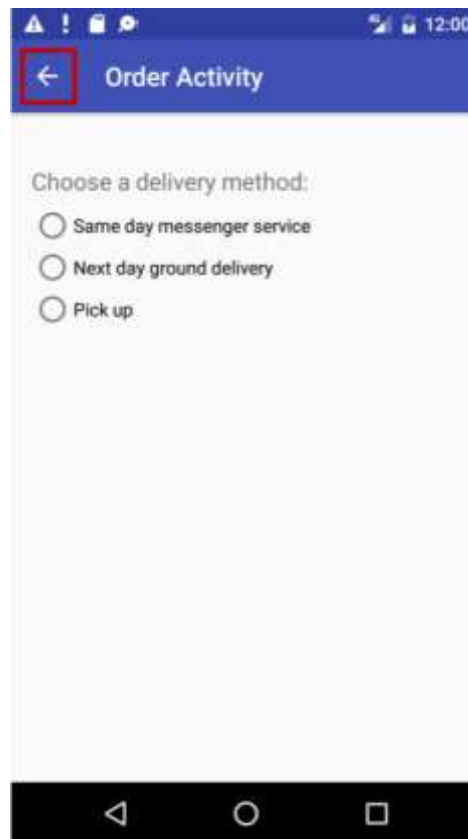 12:00
Order Activity
Choose a delivery method:
Same day messenger service
Next day ground delivery
Pick up